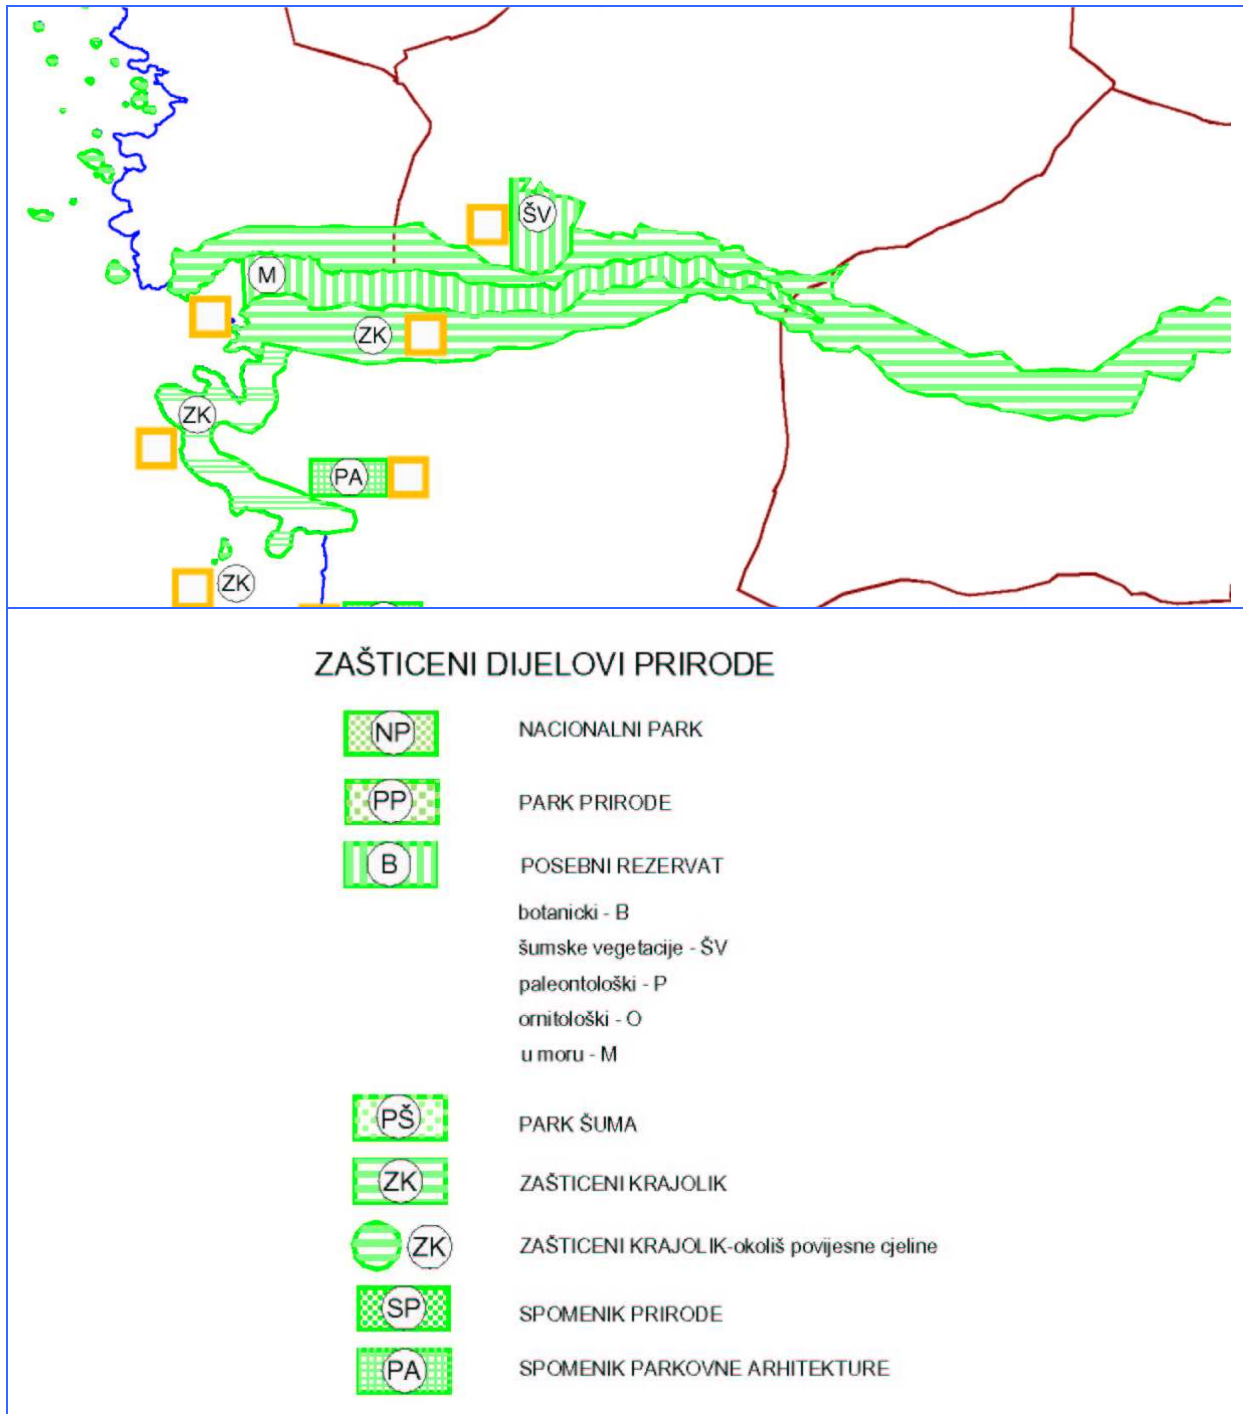 ŠV
M
ZK
ZK
PA
ZK
ZAŠTICENI DIJELOVI PRIRODE
NP NACIONALNI PARK
PP PARK PRIRODE
B POSEBNI REZERVAT
botanicki - B
šumske vegetacije - ŠV
paleontološki - P
ornitološki - O
u moru - M
PŠ PARK ŠUMA
ZK ZAŠTICENI KRAJOLIK
ZK ZAŠTICENI KRAJOLIK-okoliš povijesne cjeline
SP SPOMENIK PRIRODE
PA SPOMENIK PARKOVNE ARHITEKTURE